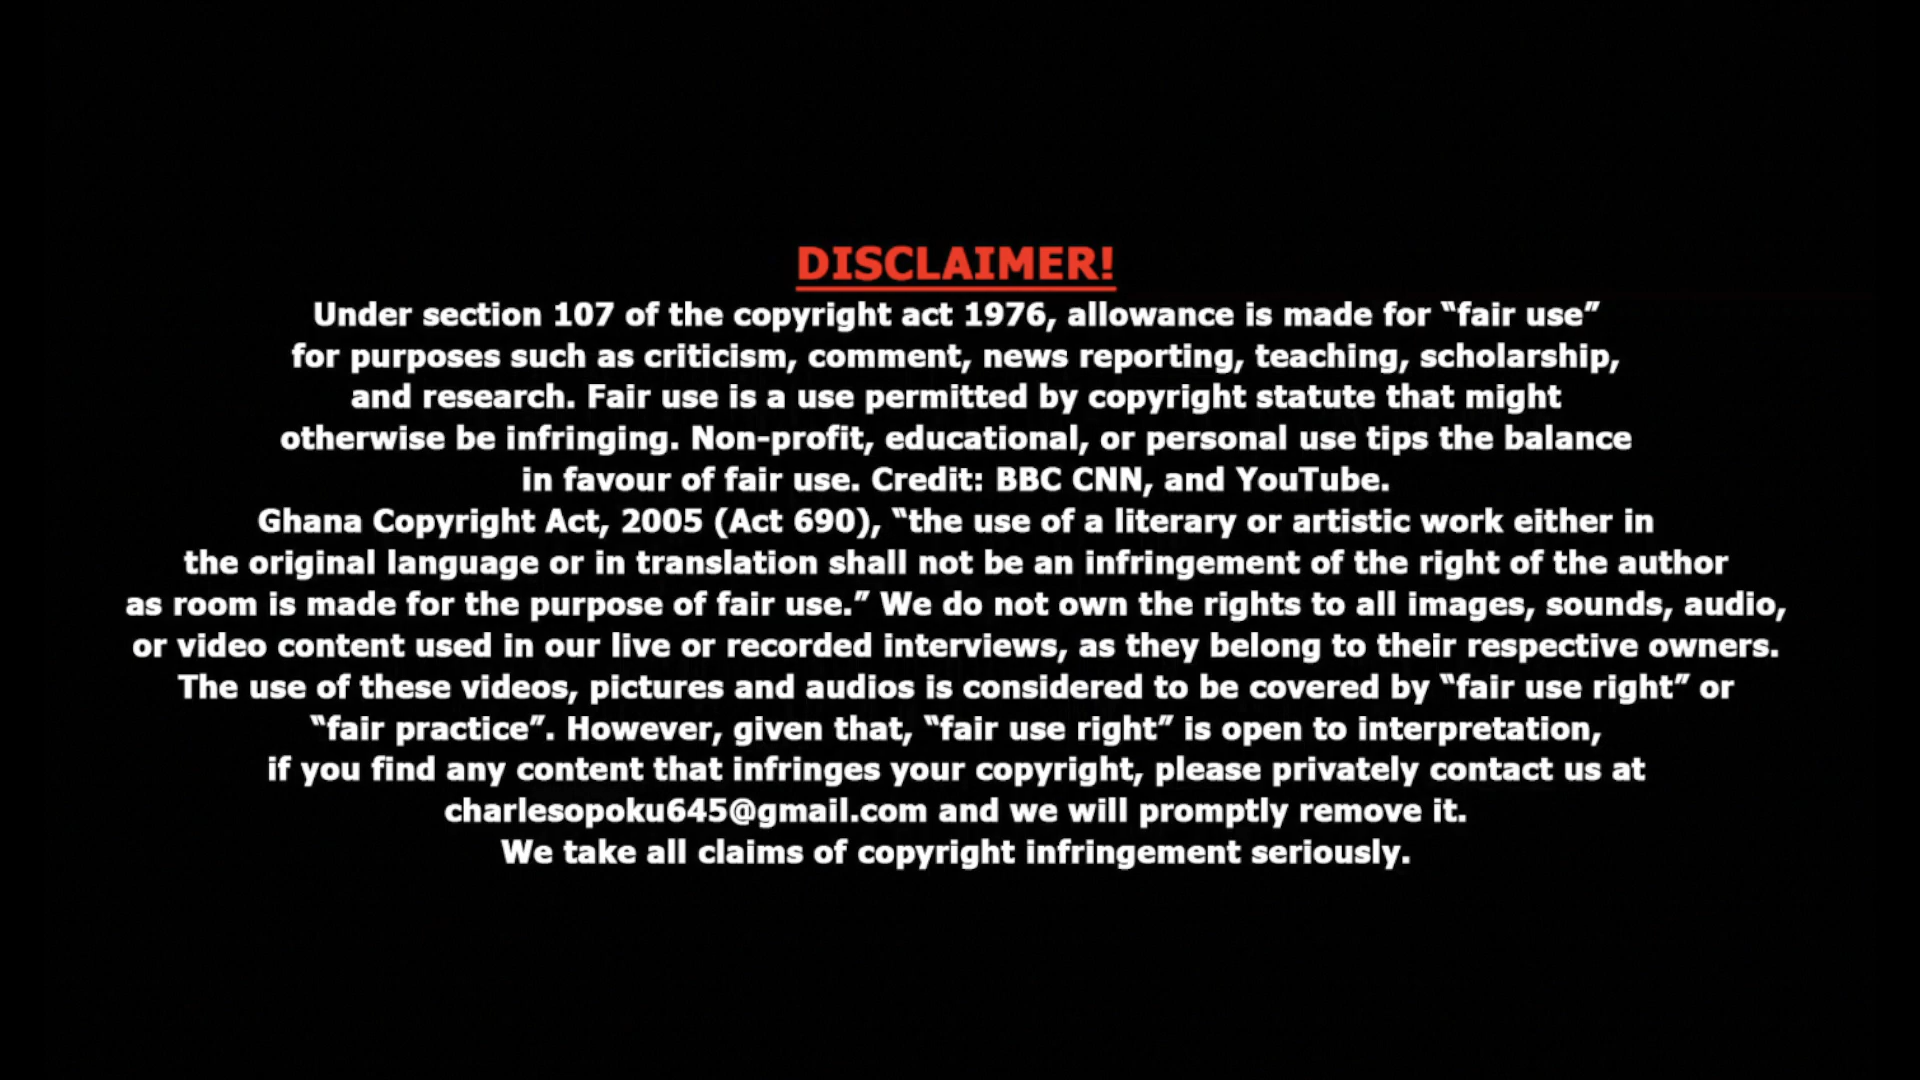 DISCLAIMER!
Under section 107 of the copyright act 1976, allowance is made for “fair use”
for purposes such as criticism, comment, news reporting, teaching, scholarship,
and research. Fair use is a use permitted by copyright statute that might
otherwise be infringing. Non-profit, educational, or personal use tips the balance
in favour of fair use. Credit: BBC CNN, and YouTube.
Ghana Copyright Act, 2005 (Act 690), “the use of a literary or artistic work either in
the original language or in translation shall not be an infringement of the right of the author
as room is made for the purpose of fair use.” We do not own the rights to all images, sounds, audio,
or video content used in our live or recorded interviews, as they belong to their respective owners.
The use of these videos, pictures and audios is considered to be covered by “fair use right” or
“fair practice”. However, given that, “fair use right” is open to interpretation,
if you find any content that infringes your copyright, please privately contact us at
charlesopoku645@gmail.com and we will promptly remove it.
We take all claims of copyright infringement seriously.